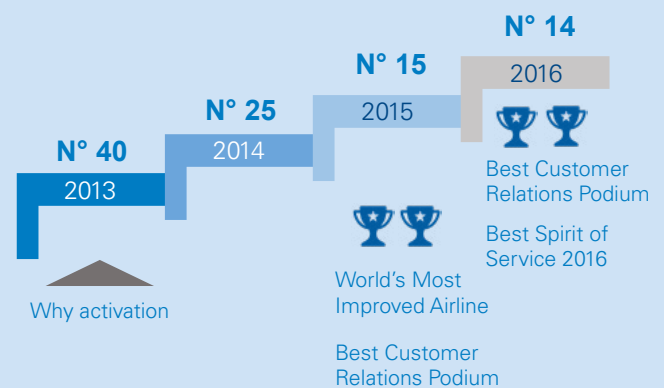 N° 40
2013
Why activation
N° 25
2014
N° 15
2015
World's Most
Improved Airline
Best Customer
Relations Podium
N° 14
2016
Best Customer
Relations Podium
Best Spirit of
Service 2016